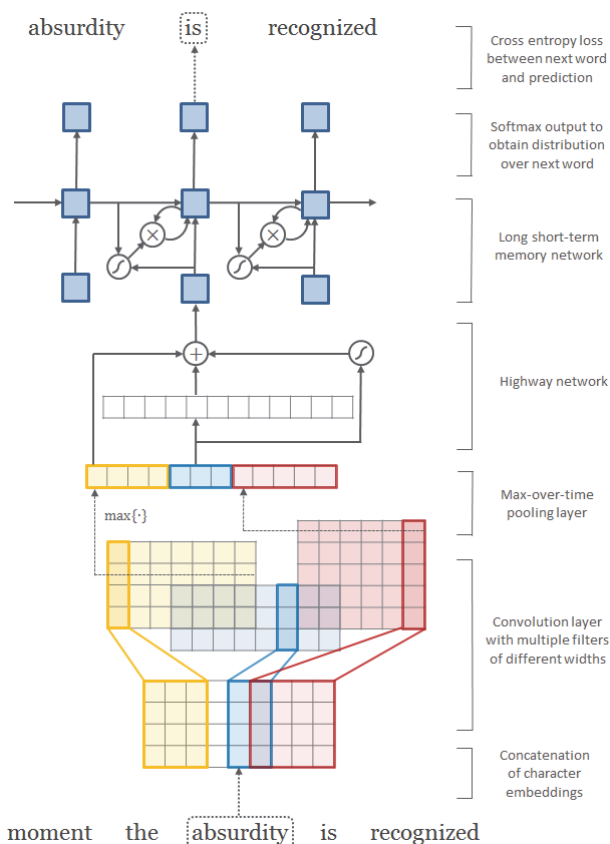 absurdity is recognized
Cross entropy loss
between next word
and prediction
Softmax output to
obtain distribution
over next word
Long short-term
memory network
×
×
+
Highway network
Max-over-time
pooling layer
max{·}
Convolution layer
with multiple filters
of different widths
Concatenation
of character
embeddings
moment the absurdity is recognized